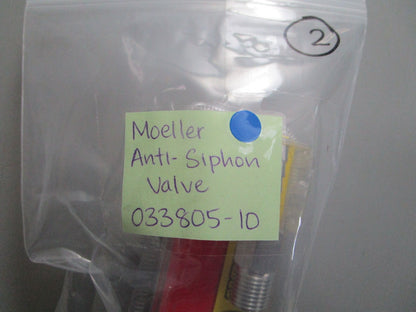 2
Moeller
Anti-Siphon
Valve
033805-10